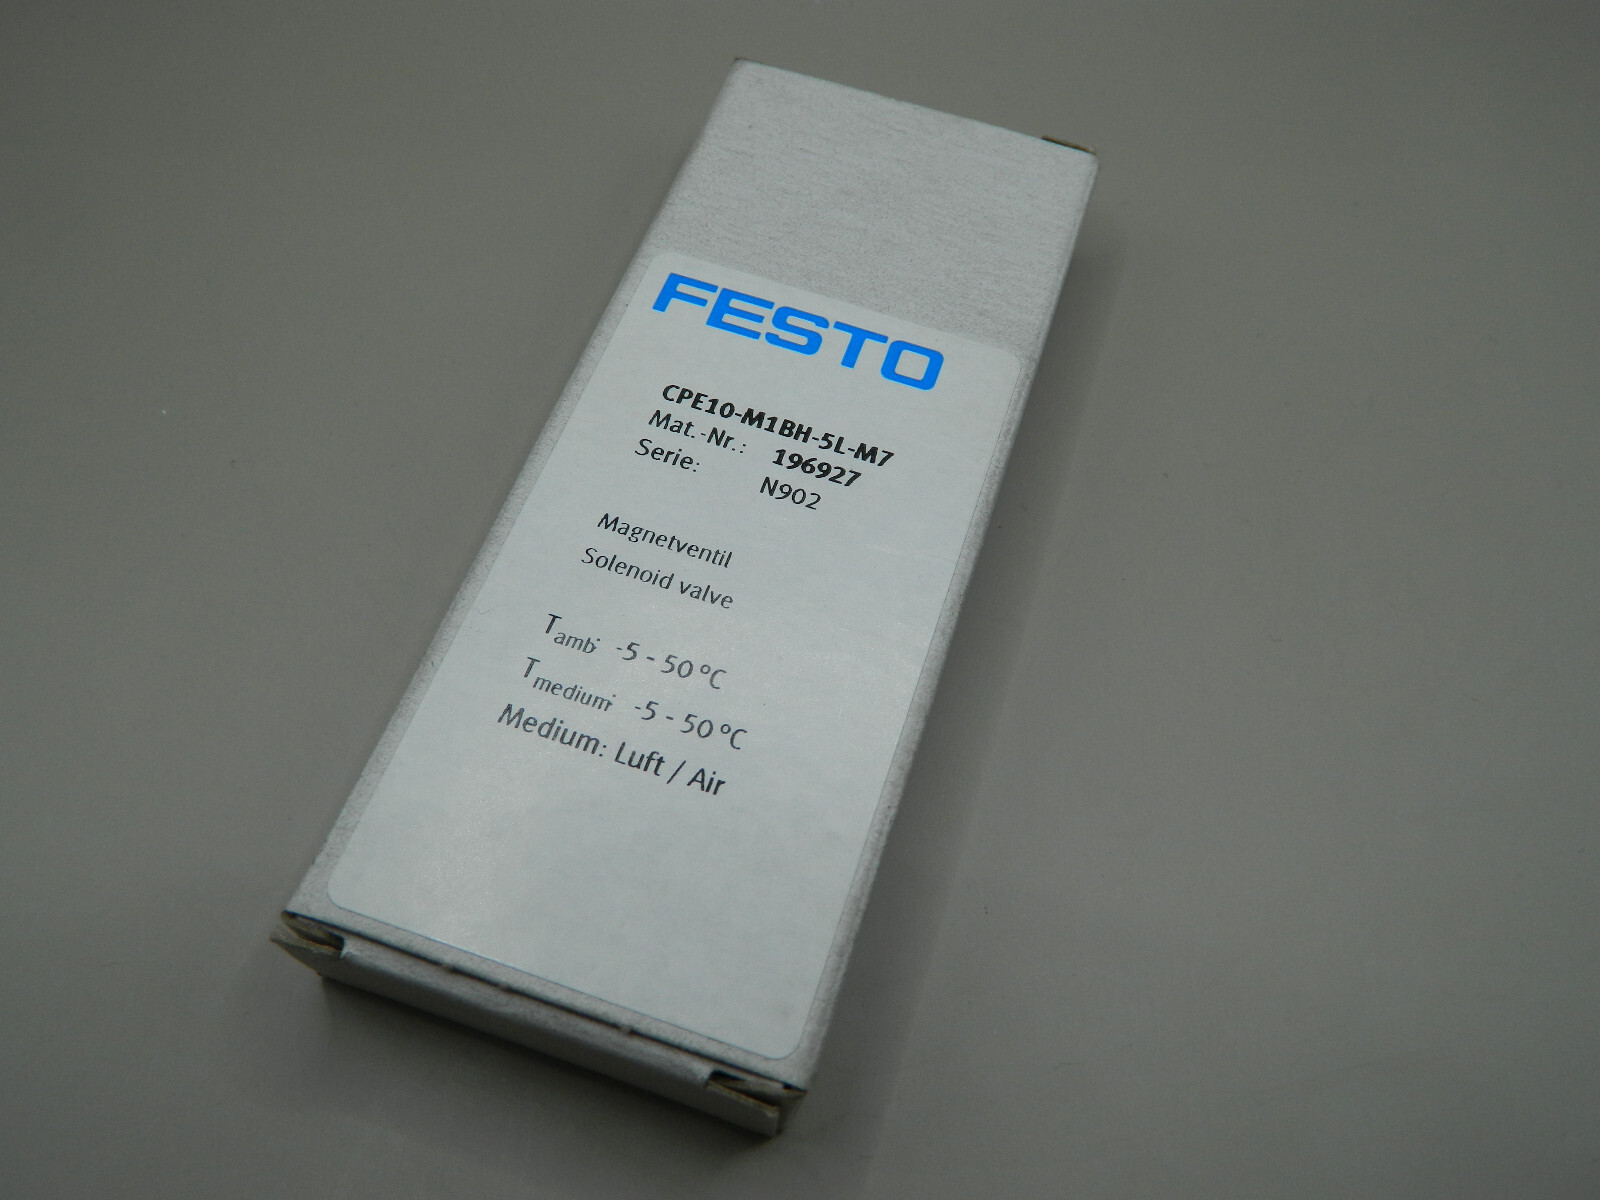 FESTO
CPE10-M1BH-5L-M7
Mat.-Nr.: 196927
Serie: N902
Magnetventil
Solenoid valve
Tamb: -5 - 50 °C
Tmedium: -5 - 50 °C
Medium: Luft / Air